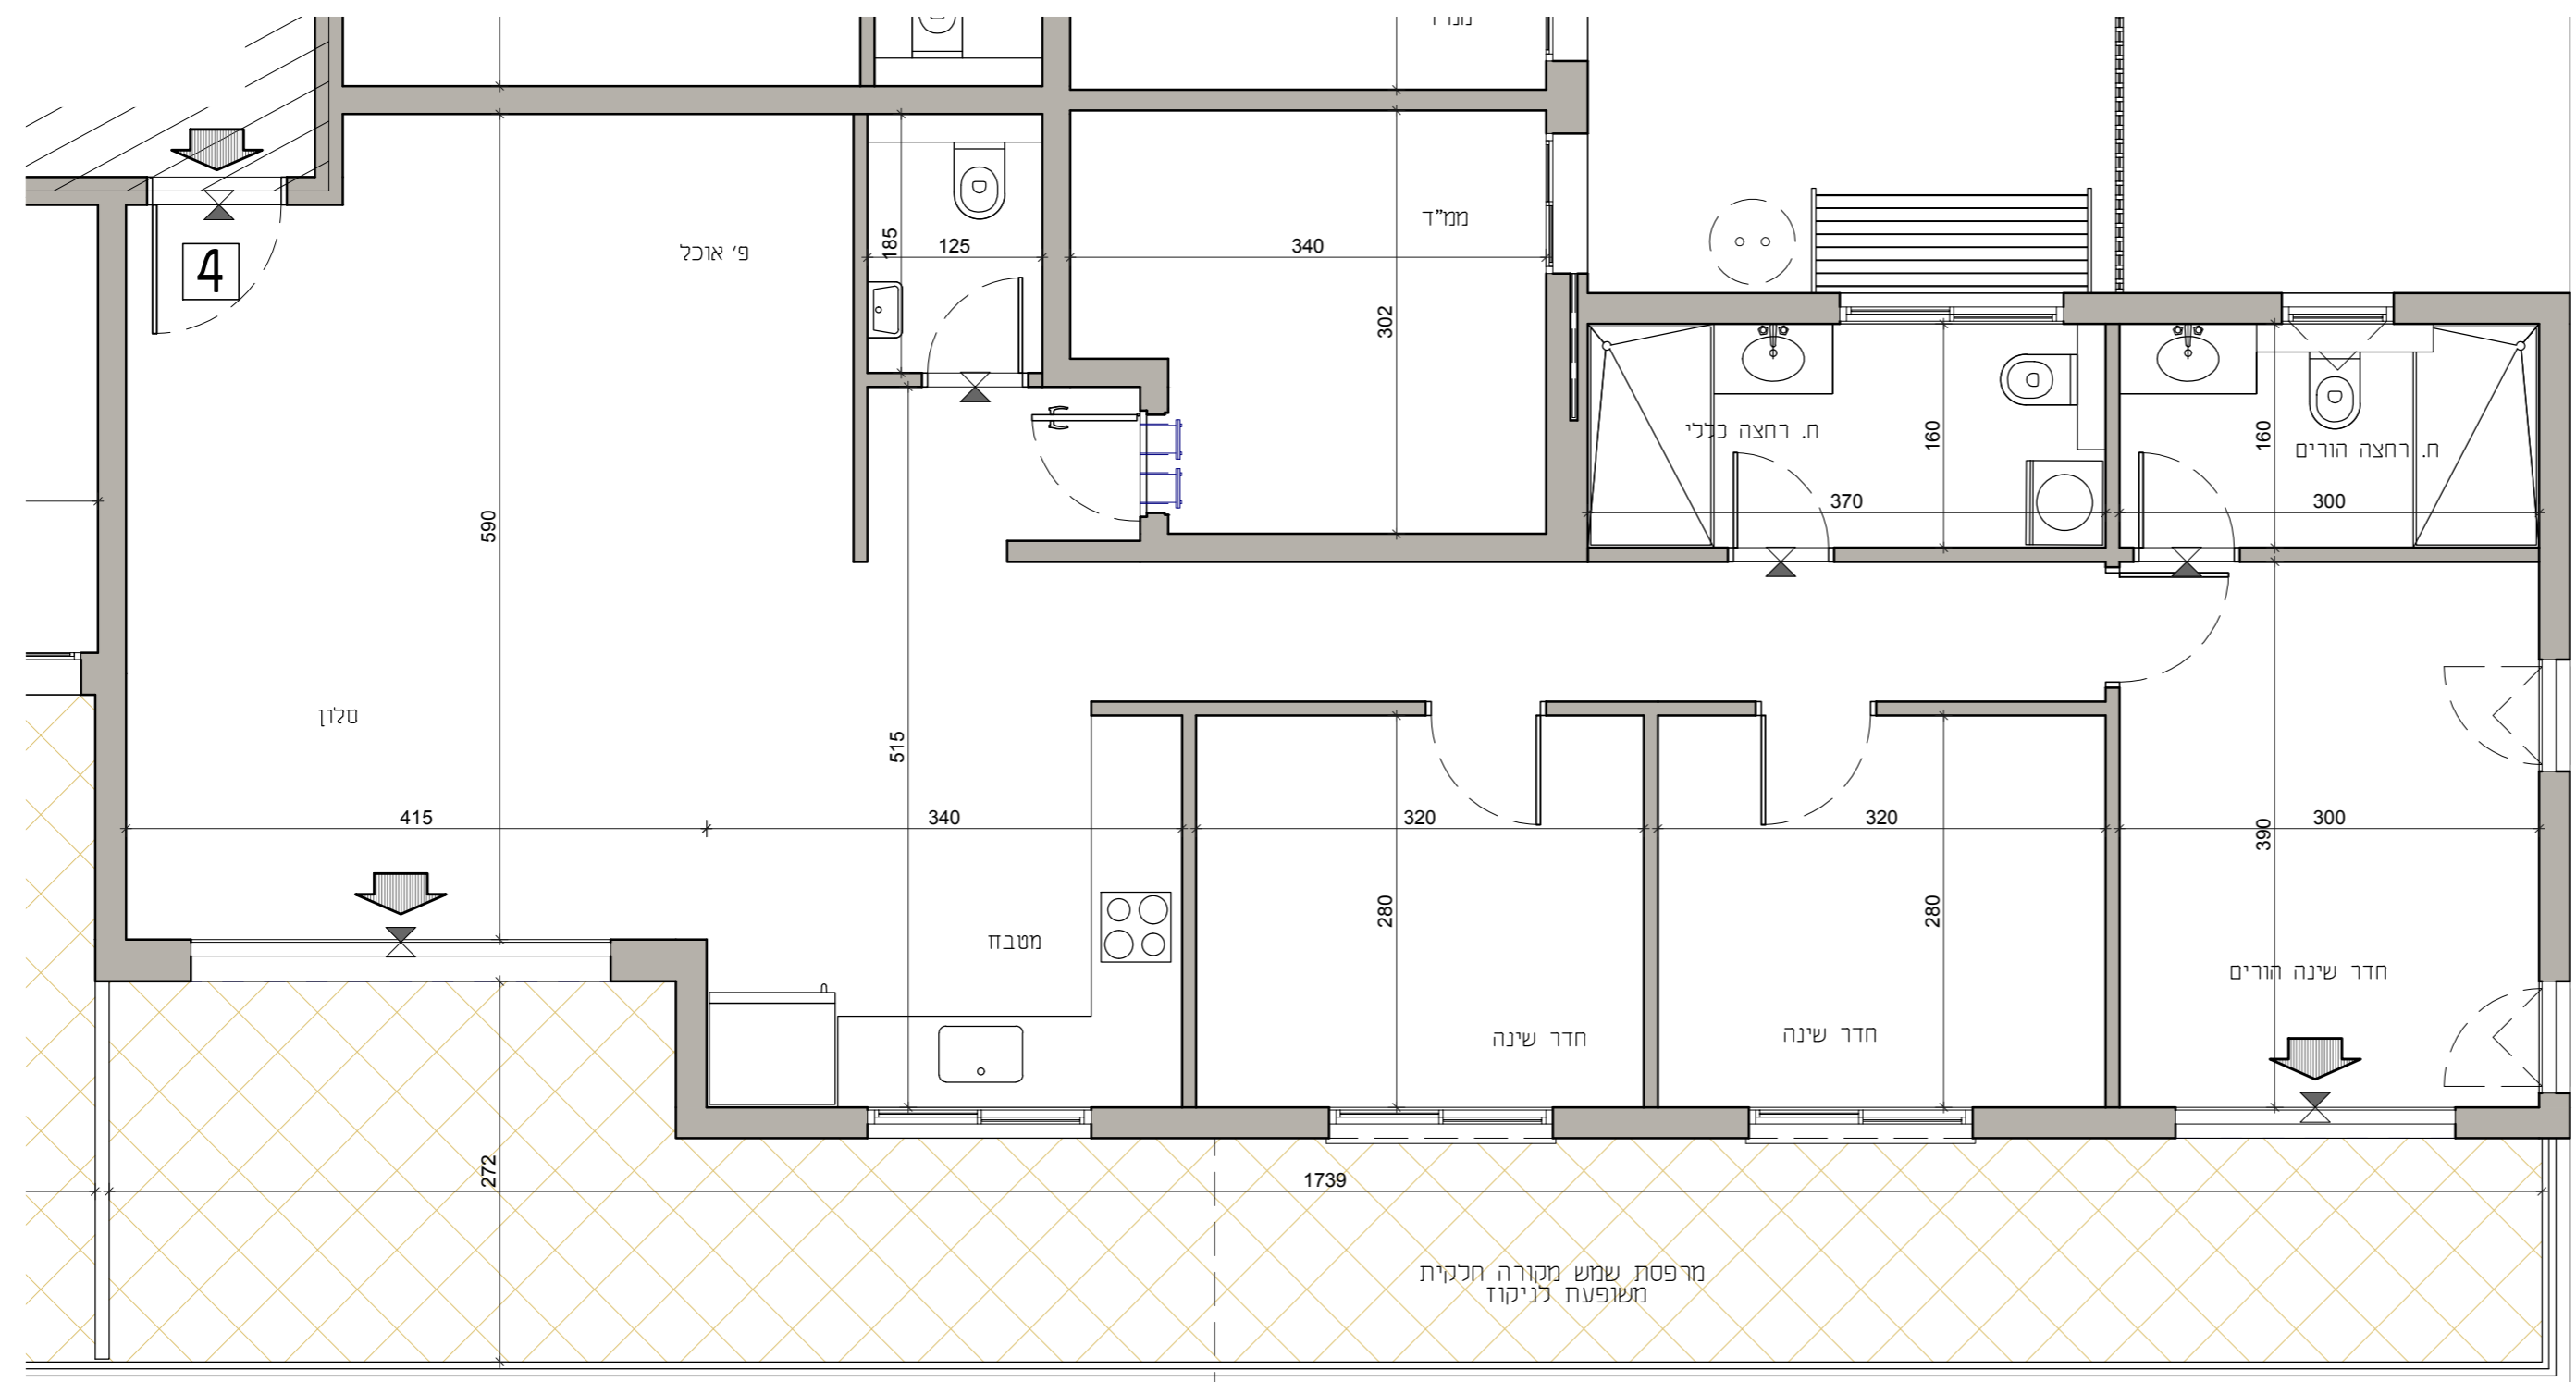 ממ"ד
4
פ' אוכל
185
125
340
ממ"ד
302
ח. רחצה כללי
160
370
ח. רחצה הורים
160
300
590
סלון
515
415
340
320
320
300
390
280
280
מטבח
חדר שינה
חדר שינה
חדר שינה הורים
272
1739
מרפסת שמש מקורה חלקית
משופעת לניקוז